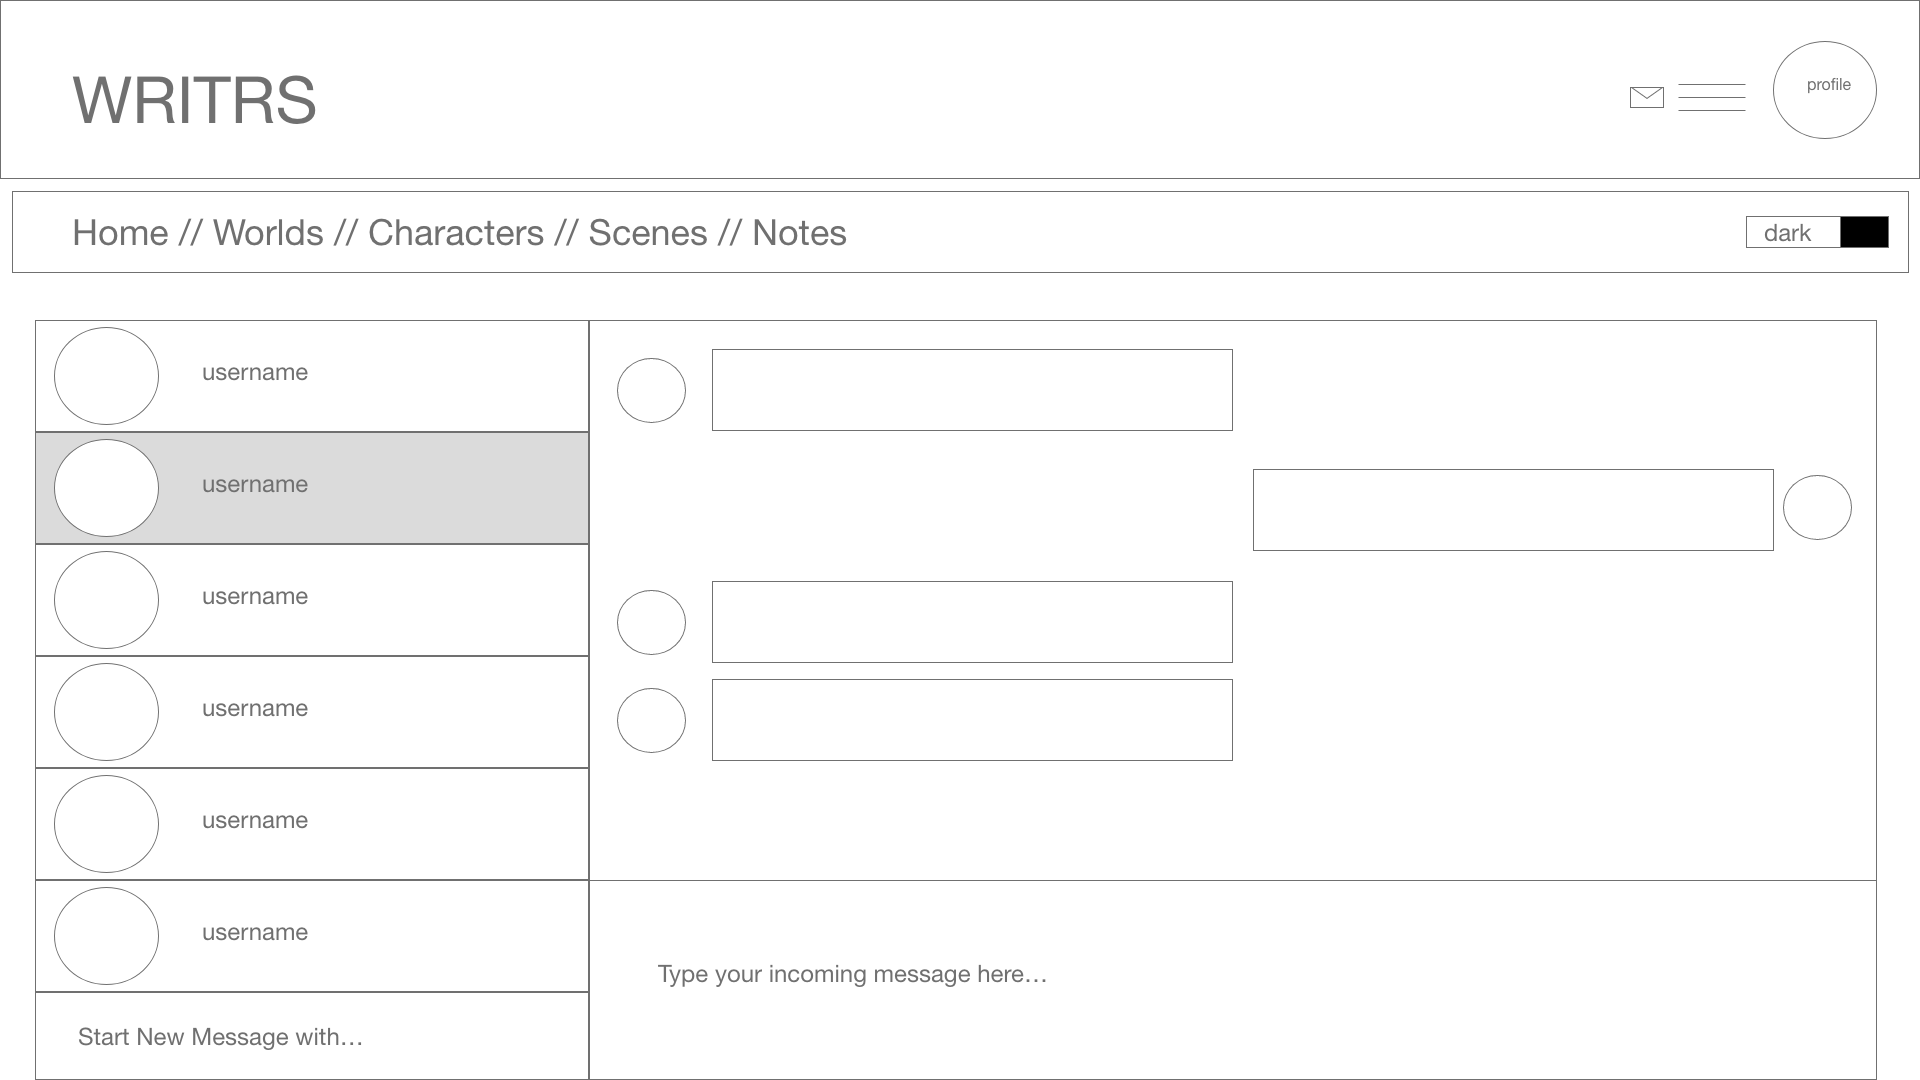 WRITRS
profile
Home // Worlds // Characters // Scenes // Notes
dark
username
username
username
username
username
username
Type your incoming message here…
Start New Message with…